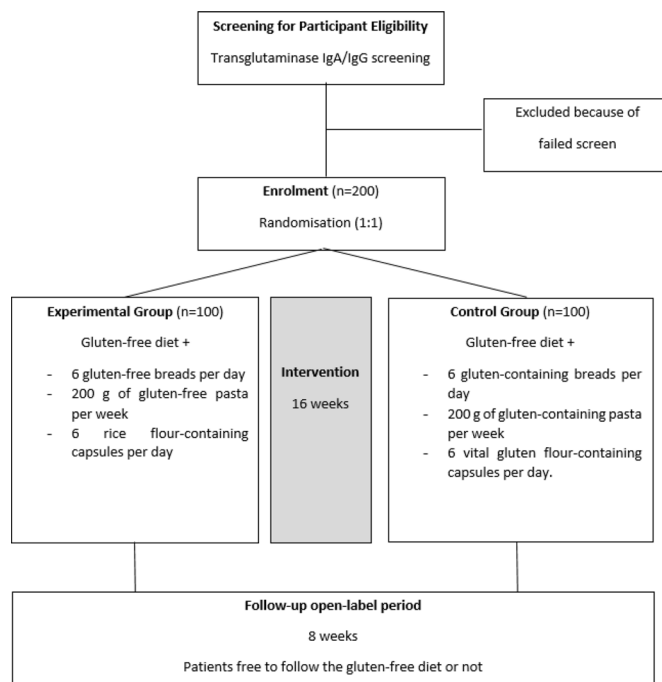 Screening for Participant Eligibility
Transglutaminase IgA/IgG screening
Excluded because of
failed screen
Enrolment (n=200)
Randomisation (1:1)
Experimental Group (n=100)
Gluten-free diet +
- 6 gluten-free breads per day
- 200 g of gluten-free pasta
per week
- 6 rice flour-containing
capsules per day
Intervention
16 weeks
Control Group (n=100)
Gluten-free diet +
- 6 gluten-containing breads per
day
- 200 g of gluten-containing pasta
per week
- 6 vital gluten flour-containing
capsules per day.
Follow-up open-label period
8 weeks
Patients free to follow the gluten-free diet or not